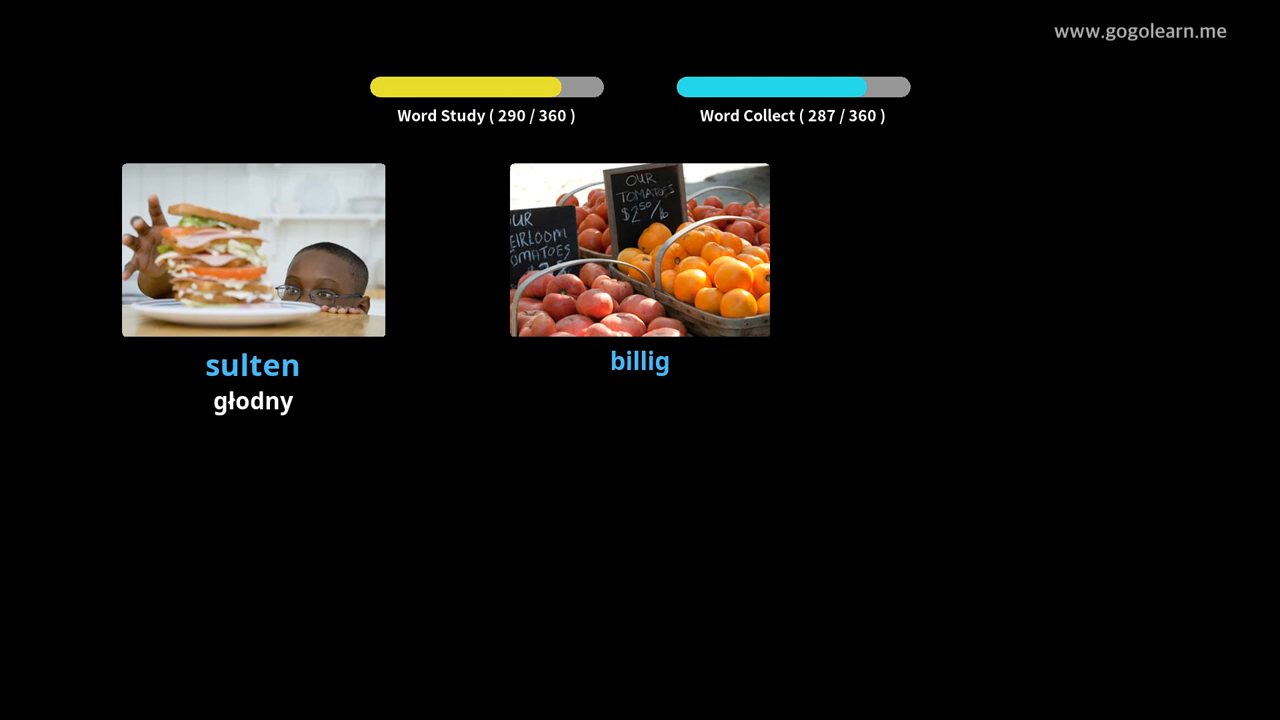 www.gogolearn.me
Word Study ( 290 / 360 )
Word Collect ( 287 / 360 )
OUR
TOMATOES
$2.50/lb
UR
EIRLOOM
OMATOES
sulten
głodny
billig